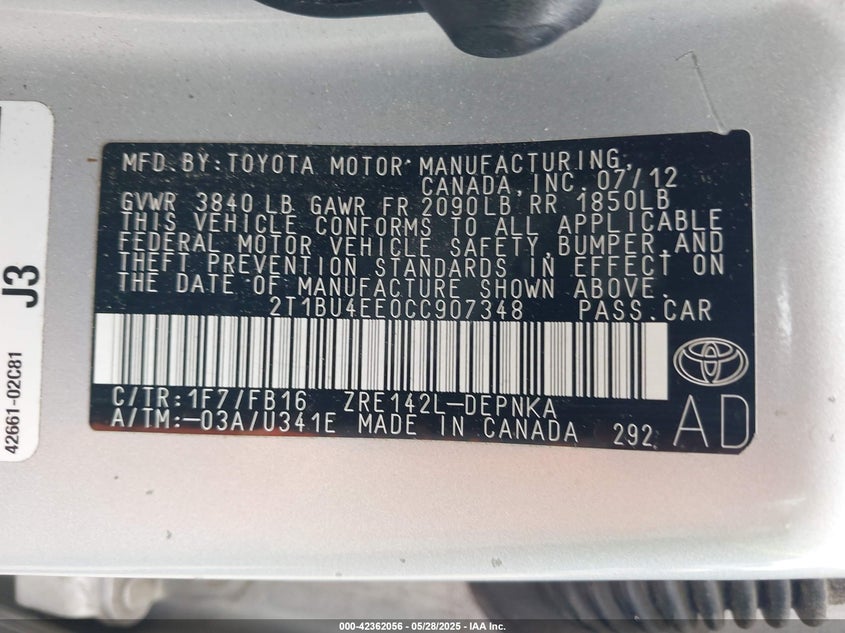 MFD.BY:TOYOTA MOTOR MANUFACTURING,
CANADA,INC. 07/12
GVWR 3840 LB GAWR FR 2090LB RR 1850LB
THIS VEHICLE CONFORMS TO ALL APPLICABLE
FEDERAL MOTOR VEHICLE SAFETY,BUMPER,AND
THEFT PREVENTION STANDARDS IN EFFECT ON
THE DATE OF MANUFACTURE SHOWN ABOVE.
2T1BU4EE0CC907348 PASS.CAR
C/TR:1F7/FB16 ZRE142L-DEPNKA
A/TM:-03A/U341E MADE IN CANADA 292 AD
J3
42661-02C81
000-42362056 - 05/28/2025 - IAA Inc.